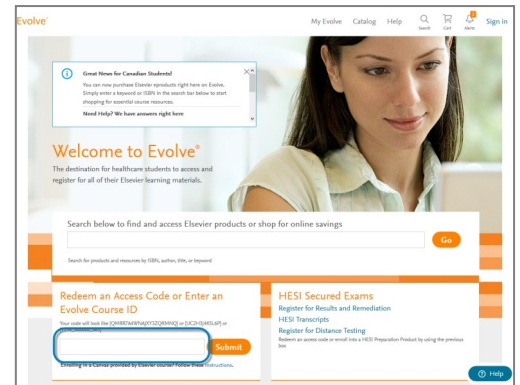 Evolve®
My Evolve Catalog Help Search Cart Alerts Sign in
Great News for Canadian Students!
You can now purchase Elsevier eproducts right here on Evolve.
Simply enter a keyword or ISBN in the search bar below to start
shopping for essential course resources.
Need Help? We have answers right here
Welcome to Evolve®
The destination for healthcare students to access and
register for all of their Elsevier learning materials.
Search below to find and access Elsevier products or shop for online savings
Go
Search for products and resources by ISBN, author, title, or keyword
Redeem an Access Code or Enter an
Evolve Course ID
Your code will look like
Submit
Enrolling in a Canvas provided by Elsevier course? Follow these instructions.
HESI Secured Exams
Register for Results and Remediation
HESI Transcripts
Register for Distance Testing
Redeem an access code or enroll into a HESI Preparation Product by using the previous
box
Help